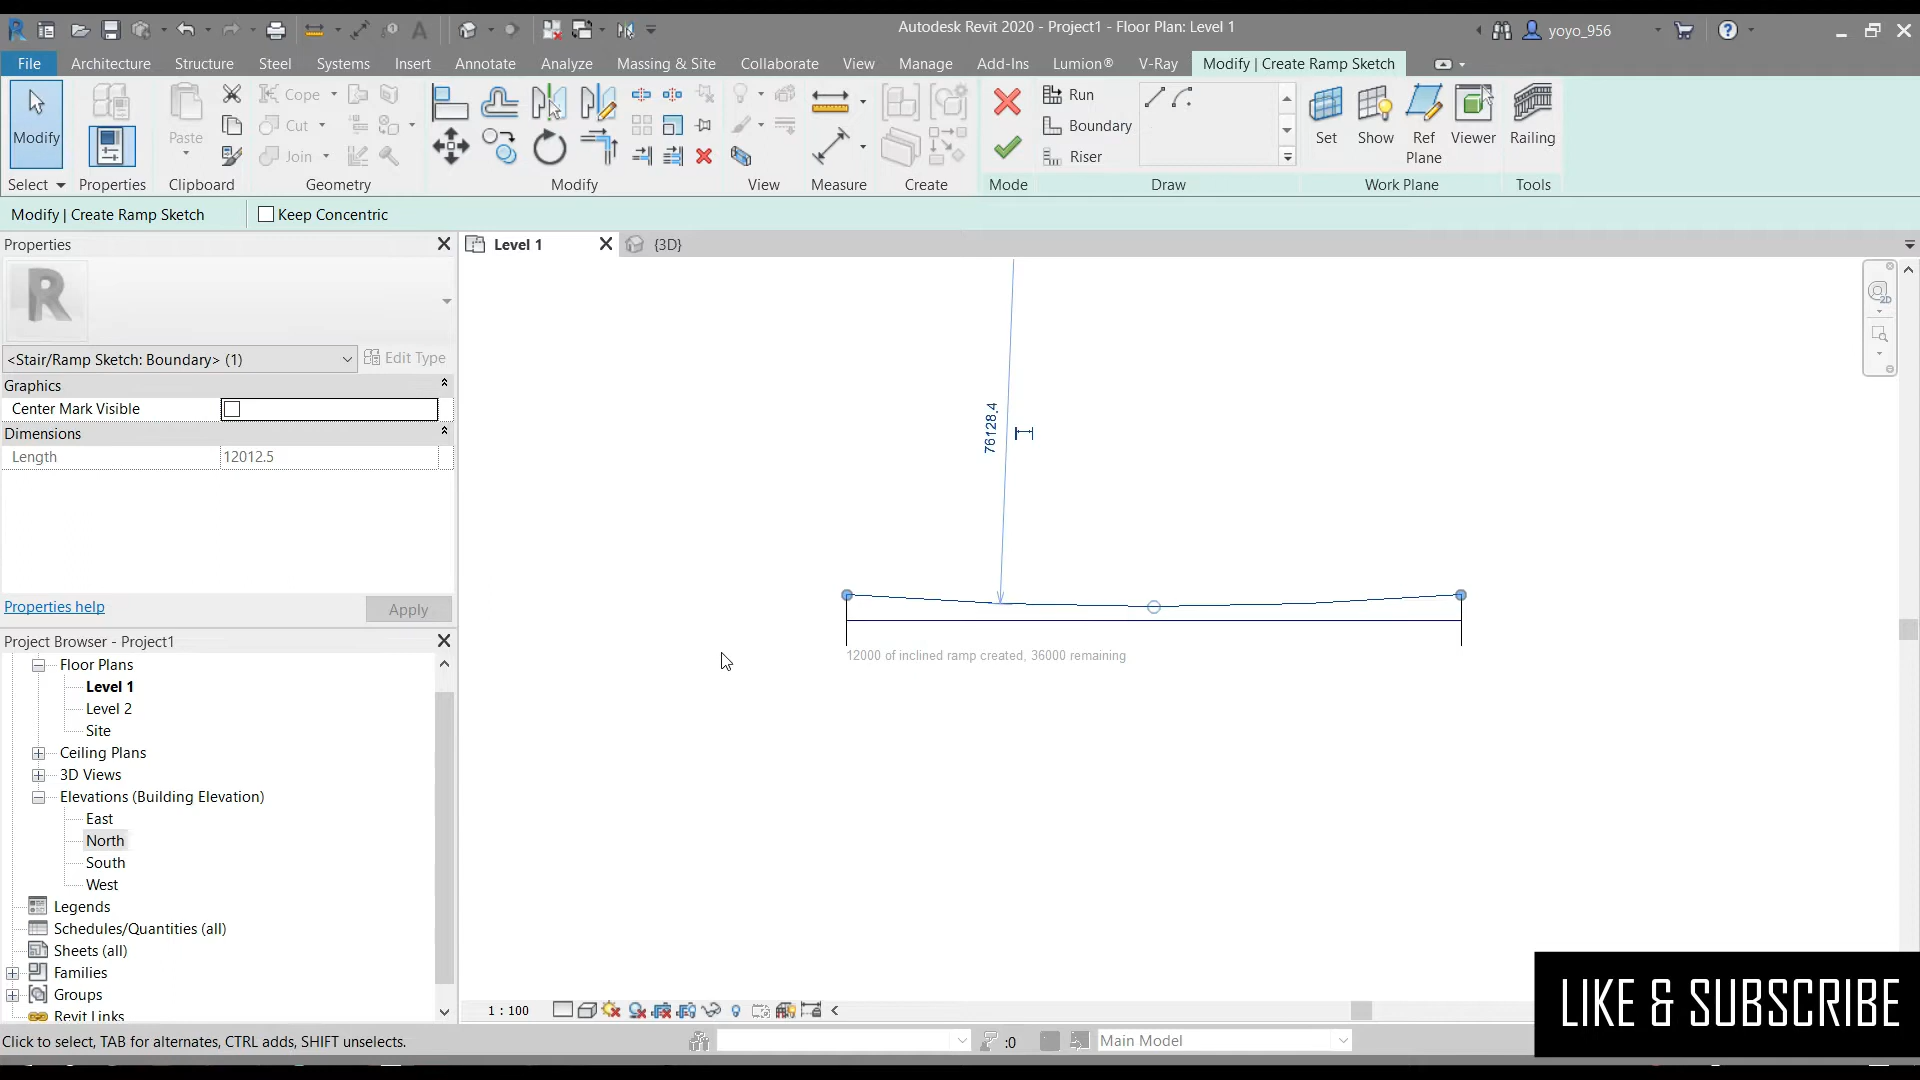 Autodesk Revit 2020 - Project1 - Floor Plan: Level 1
yoyo_956
File Architecture Structure Steel Systems Insert Annotate Analyze Massing & Site Collaborate View Manage Add-Ins Lumion® V-Ray Modify | Create Ramp Sketch
Modify
Paste
Cope
Cut
Join
Run
Boundary
Riser
Set
Show
Ref
Plane
Viewer
Railing
Select Properties Clipboard Geometry Modify View Measure Create Mode Draw Work Plane Tools
Modify | Create Ramp Sketch
Keep Concentric
Properties
Level 1
{3D}
R
<Stair/Ramp Sketch: Boundary> (1)
Edit Type
Graphics
Center Mark Visible
Dimensions
Length 12012.5
Properties help
Apply
2D
76128.4
12000 of inclined ramp created, 36000 remaining
Project Browser - Project1
Floor Plans
Level 1
Level 2
Site
Ceiling Plans
3D Views
Elevations (Building Elevation)
East
North
South
West
Legends
Schedules/Quantities (all)
Sheets (all)
Families
Groups
Revit Links
1 : 100
Click to select, TAB for alternates, CTRL adds, SHIFT unselects.
:0
Main Model
LIKE & SUBSCRIBE